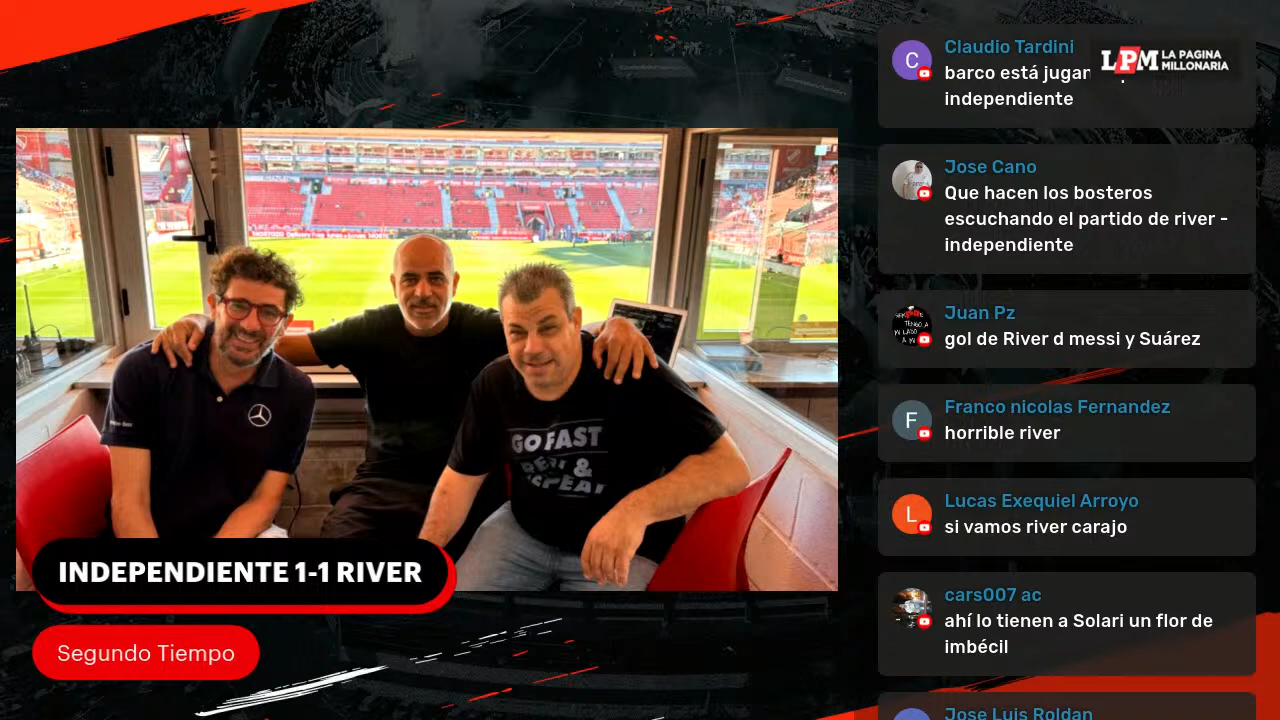 INDEPENDIENTE 1-1 RIVER
Segundo Tiempo
GO FAST
LPM LA PAGINA
MILLONARIA
C
Claudio Tardini
barco está jugar
independiente
Jose Cano
Que hacen los bosteros
escuchando el partido de river -
independiente
Juan Pz
gol de River d messi y Suárez
F
Franco nicolas Fernandez
horrible river
L
Lucas Exequiel Arroyo
si vamos river carajo
cars007 ac
ahí lo tienen a Solari un flor de
imbécil
Jose Luis Roldan